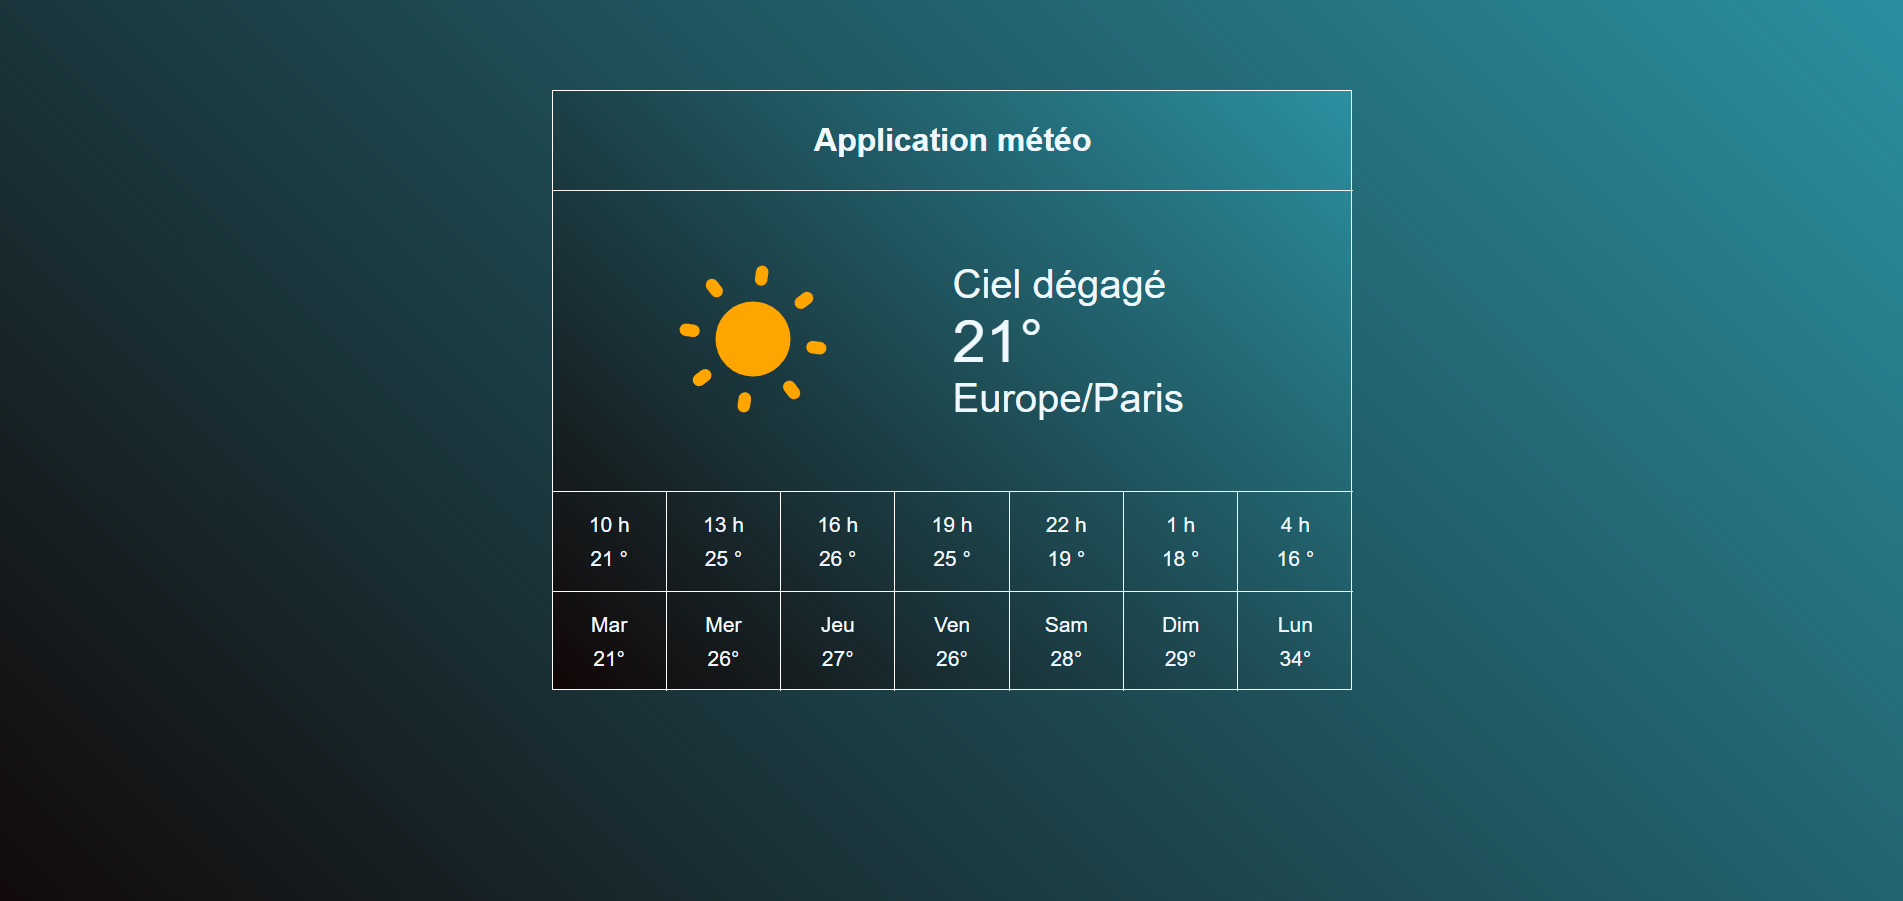 Application météo
Ciel dégagé
21°
Europe/Paris
10 h 13 h 16 h 19 h 22 h 1 h 4 h
21 ° 25 ° 26 ° 25 ° 19 ° 18 ° 16 °
Mar Mer Jeu Ven Sam Dim Lun
21° 26° 27° 26° 28° 29° 34°